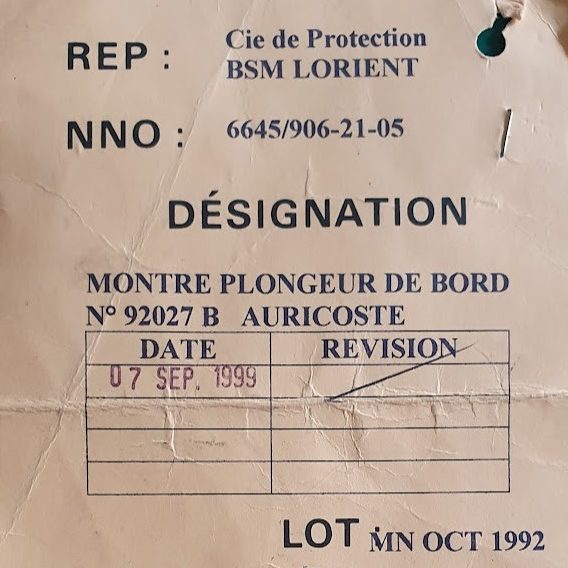 REP : Cie de Protection
BSM LORIENT
NNO : 6645/906-21-05
DÉSIGNATION
MONTRE PLONGEUR DE BORD
N° 92027 B AURICOSTE
DATE REVISION
07 SEP. 1999
LOT MN OCT 1992